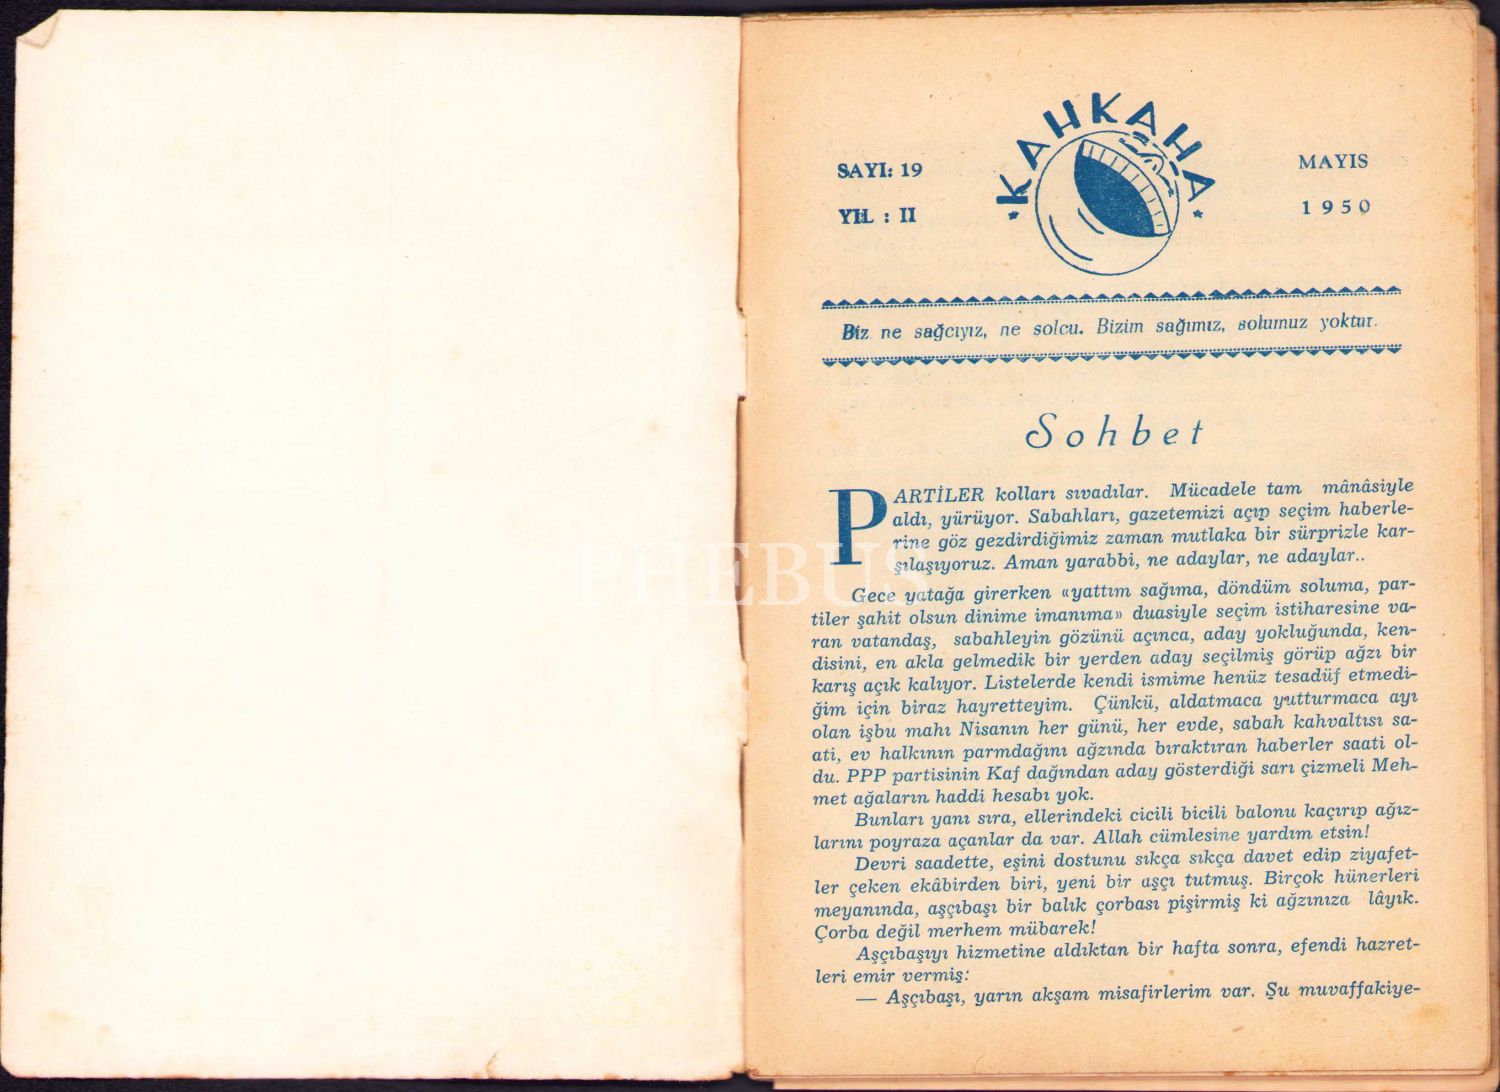 KAHKAHA
SAYI: 19
YIL : II
MAYIS
1950
Biz ne sağcıyız, ne solcu. Bizim sağımız, solumuz yoktur.
Sohbet
PARTİLER kolları sıvadılar. Mücadele tam mânâsiyle
aldı, yürüyor. Sabahları, gazetemizi açıp seçim haberle-
rine göz gezdirdiğimiz zaman mutlaka bir sürprizle kar-
şılaşıyoruz. Aman yarabbi, ne adaylar, ne adaylar..
Gece yatağa girerken «yattım sağıma, döndüm soluma, par-
tiler şahit olsun dinime imanıma» duasiyle seçim istiharesine va-
ran vatandaş, sabahleyin gözünü açınca, aday yokluğunda, ken-
disini, en akla gelmedik bir yerden aday seçilmiş görüp ağzı bir
karış açık kalıyor. Listelerde kendi ismime henüz tesadüf etmedi-
ğim için biraz hayretteyim. Çünkü, aldatmaca yutturmaca ayı
olan işbu mahı Nisanın her günü, her evde, sabah kahvaltısı sa-
ati, ev halkının parmdağını ağzında bıraktıran haberler saati ol-
du. PPP partisinin Kaf dağından aday gösterdiği sarı çizmeli Meh-
met ağaların haddi hesabı yok.
Bunları yanı sıra, ellerindeki cicili bicili balonu kaçırıp ağız-
larını poyraza açanlar da var. Allah cümlesine yardım etsin!
Devri saadette, eşini dostunu sıkça sıkça davet edip ziyafet-
ler çeken ekâbirden biri, yeni bir aşçı tutmuş. Birçok hünerleri
meyanında, aşçıbaşı bir balık çorbası pişirmiş ki ağzınıza lâyık.
Çorba değil merhem mübarek!
Aşçıbaşıyı hizmetine aldıktan bir hafta sonra, efendi hazret-
leri emir vermiş:
— Aşçıbaşı, yarın akşam misafirlerim var. Şu muvaffakiye-
PHEBUS